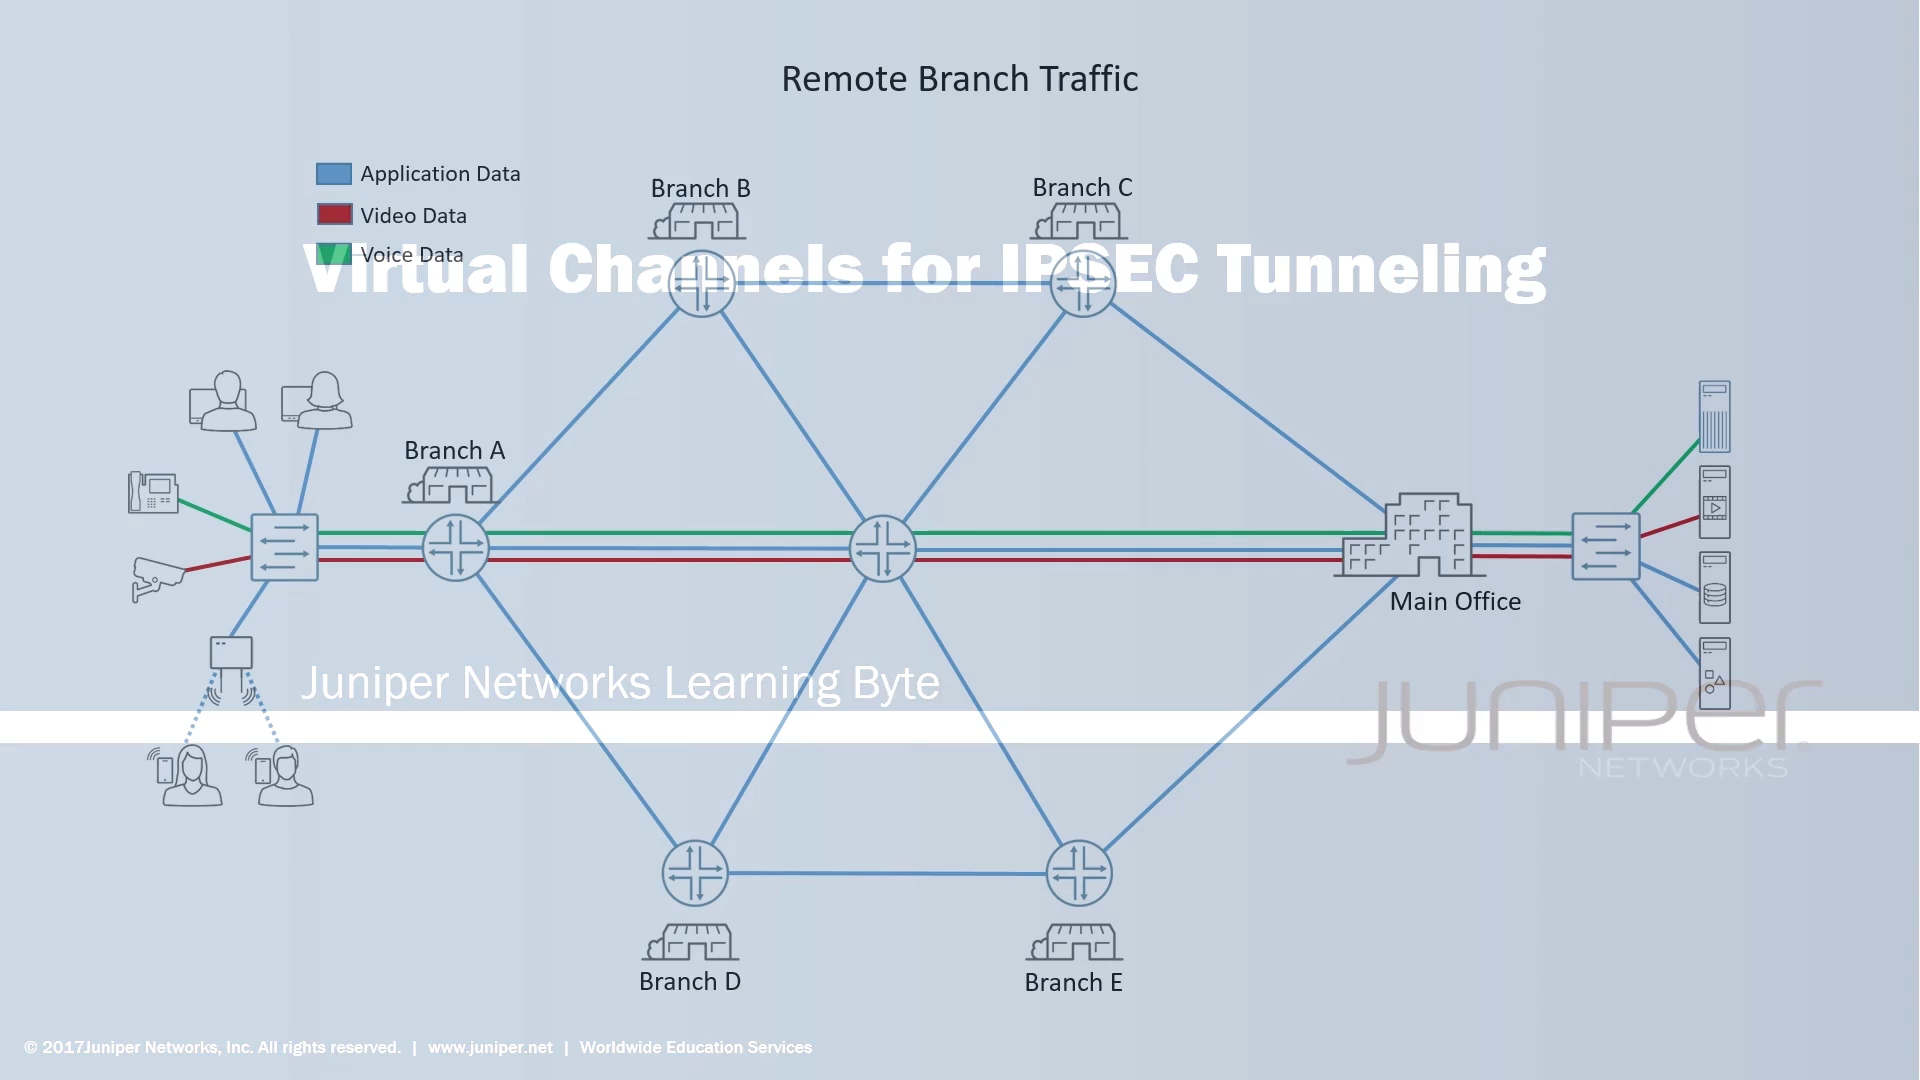 Remote Branch Traffic
Application Data
Video Data
Voice Data
Branch B
Branch C
Virtual Channels for IPSEC Tunneling
Branch A
Main Office
Juniper Networks Learning Byte
JUNIPEr
NETWORKS
Branch D
Branch E
© 2017Juniper Networks, Inc. All rights reserved. | www.juniper.net | Worldwide Education Services